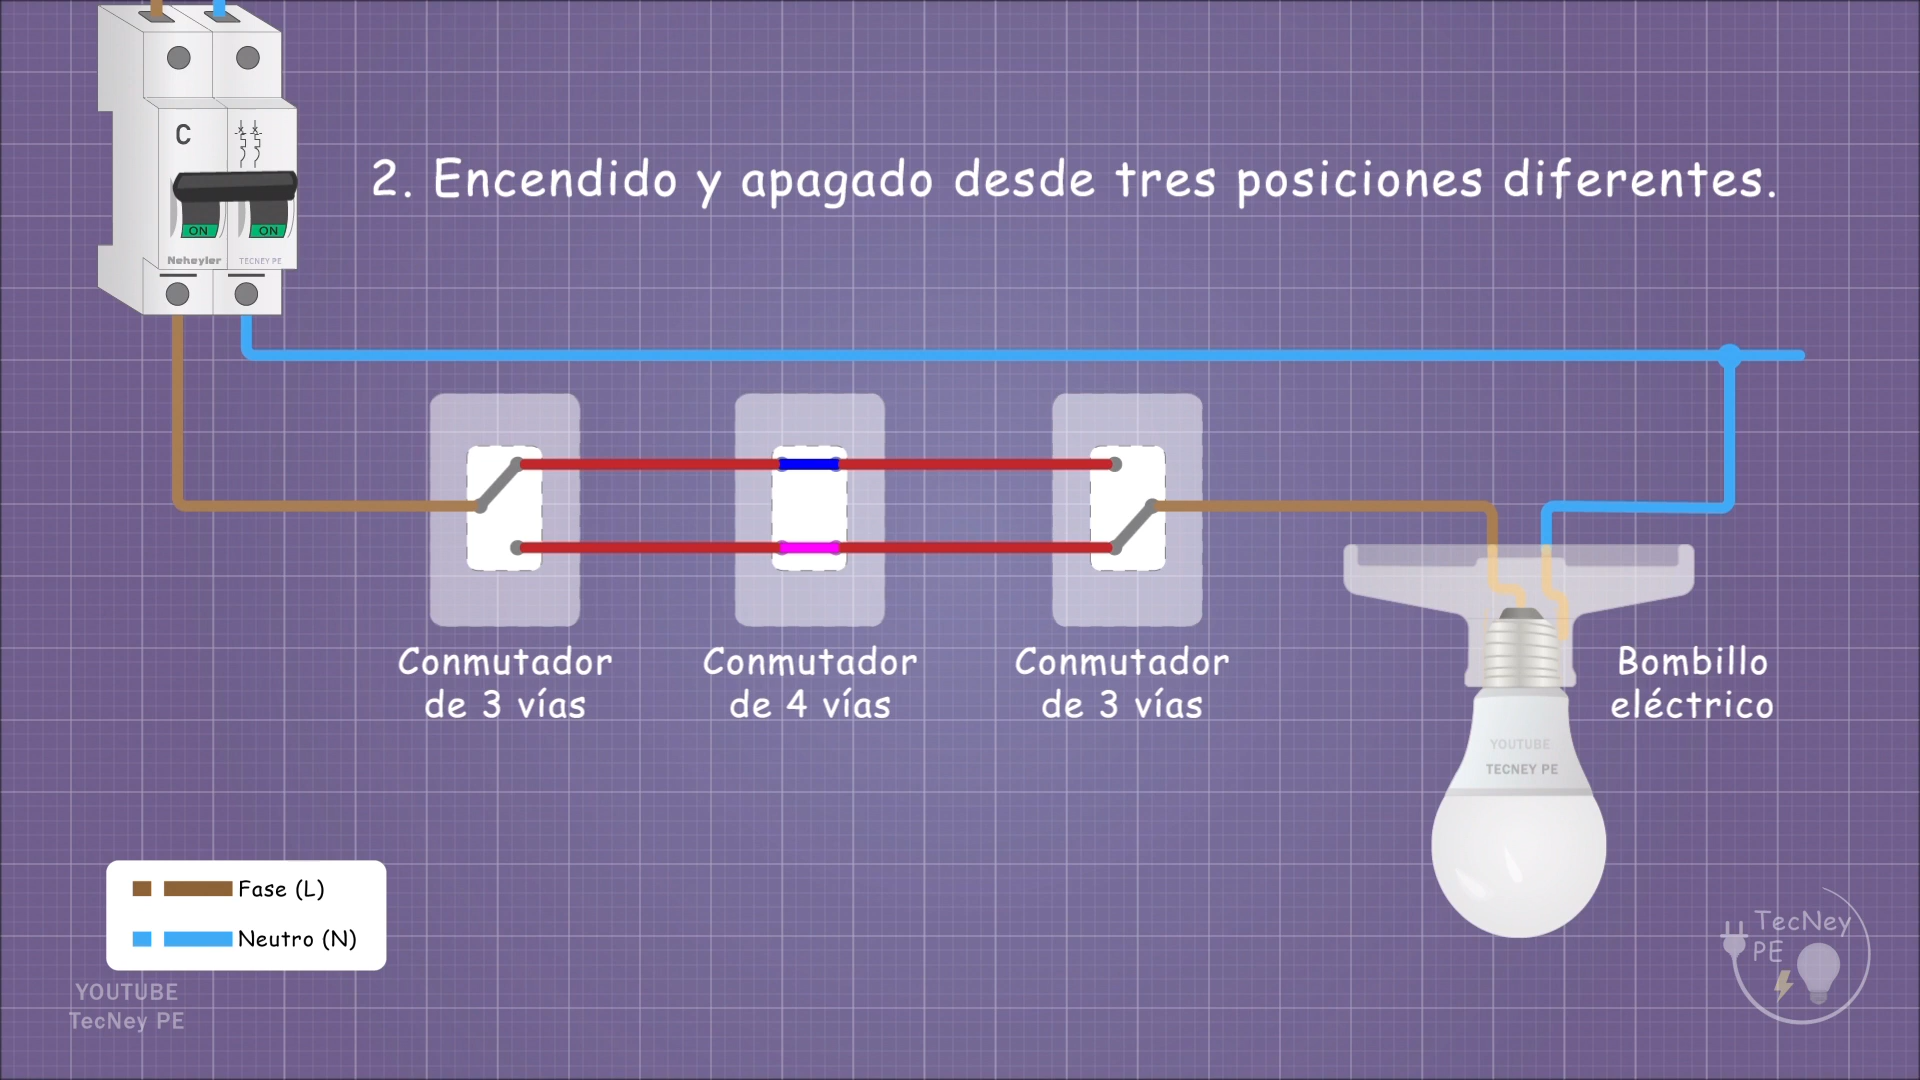 C
2. Encendido y apagado desde tres posiciones diferentes.
ON
ON
Neheyler
TECNEY PE
Conmutador
de 3 vías
Conmutador
de 4 vías
Conmutador
de 3 vías
Bombillo
eléctrico
YOUTUBE
TECNEY PE
Fase (L)
Neutro (N)
YOUTUBE
TecNey PE
TecNey
PE